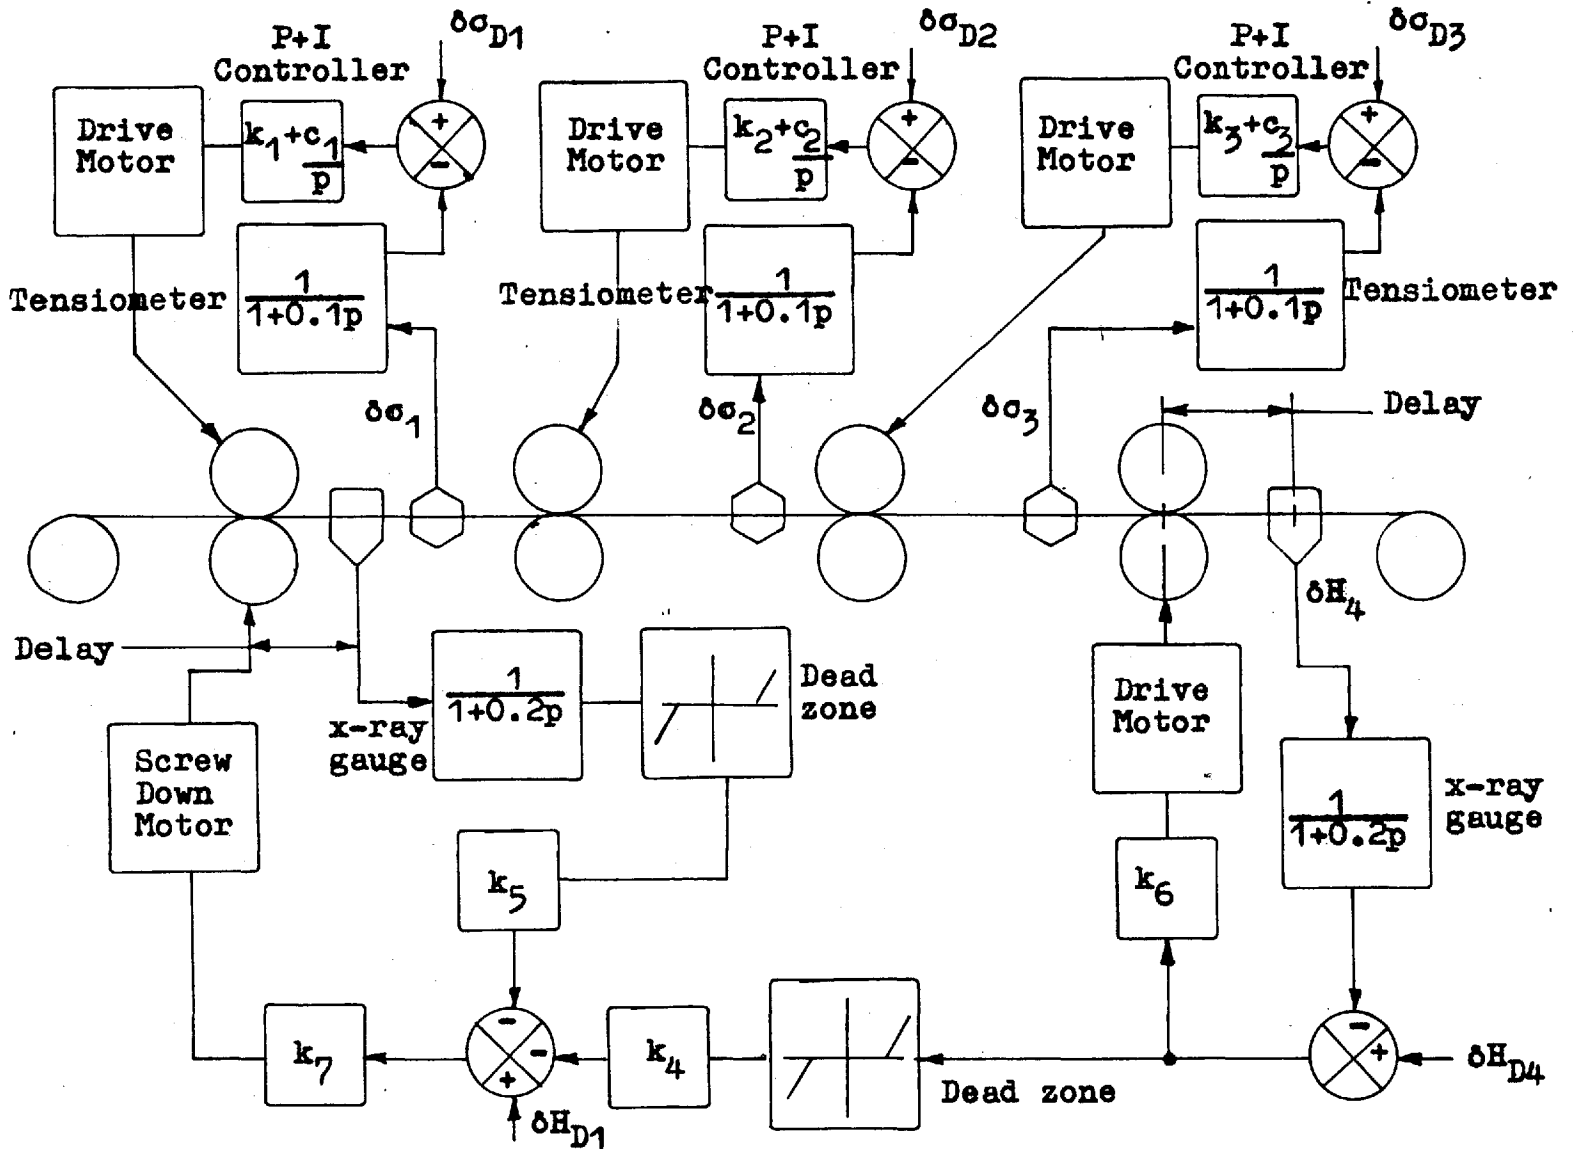 δσD1
P+I
Controller
Drive
Motor
k1+c1
p
+
-
1
1+0.1p
Tensiometer
δσ1
δσD2
P+I
Controller
Drive
Motor
k2+c2
p
+
-
1
1+0.1p
Tensiometer
δσ2
δσD3
P+I
Controller
Drive
Motor
k3+c3
p
+
-
1
1+0.1p
Tensiometer
δσ3
Delay
δH4
Delay
x-ray
gauge
1
1+0.2p
Dead
zone
Screw
Down
Motor
k5
Drive
Motor
k6
1
1+0.2p
x-ray
gauge
k7
-
-
+
δHD1
k4
Dead zone
-
+
δHD4